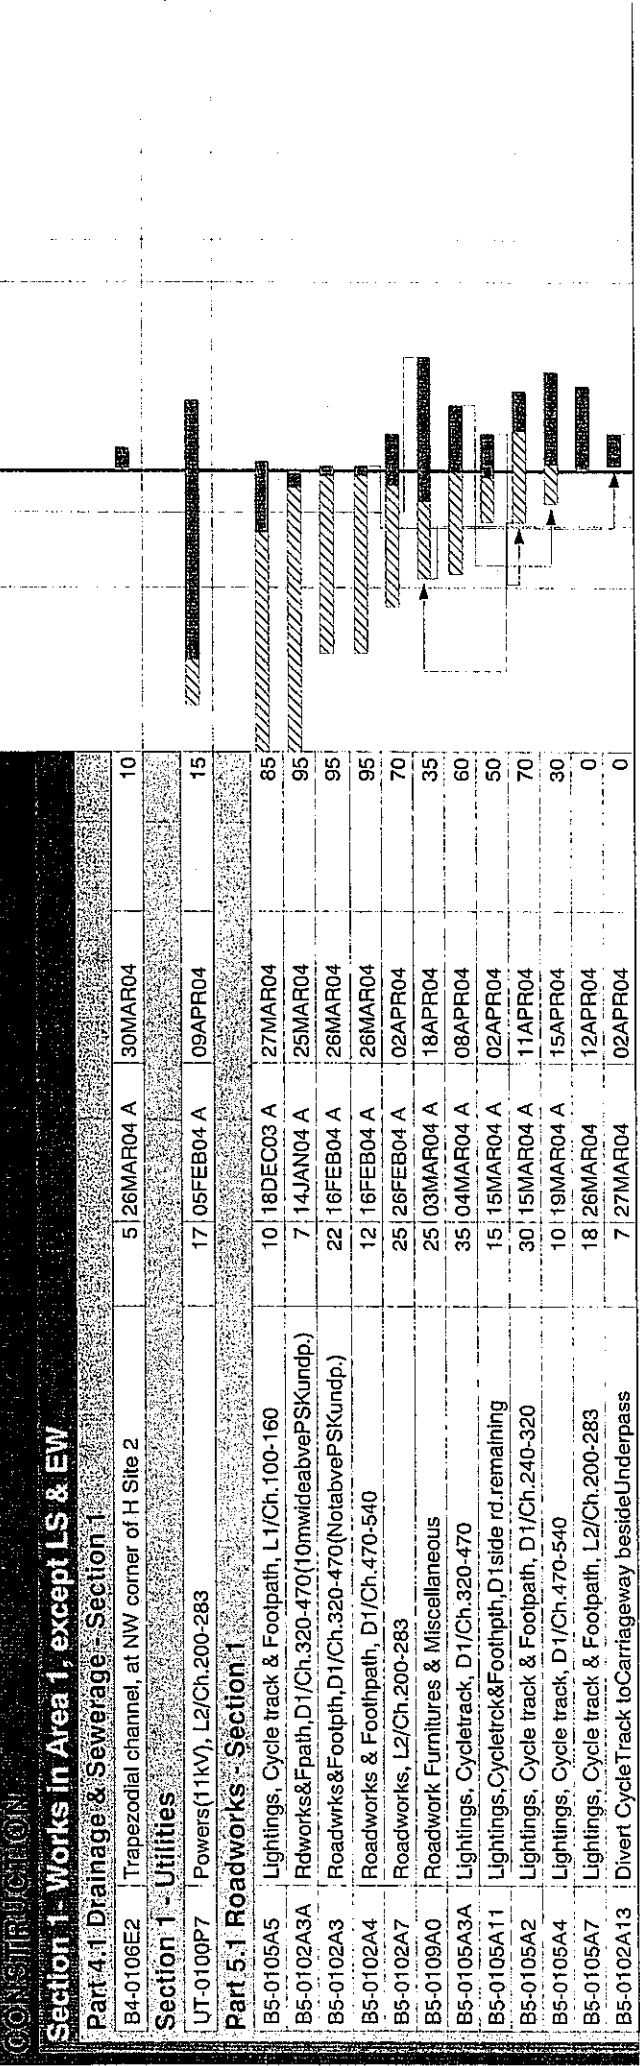 CONSTRUCTION
Section 1- Works in Area 1, except LS & EW
Part 4.1 Drainage & Sewerage - Section 1
B4-0106E2 Trapezodial channel, at NW corner of H Site 2 5 26MAR04 A 30MAR04 10
Section 1 - Utilities
UT-0100P7 Powers(11kV), L2/Ch.200-283 17 05FEB04 A 09APR04 15
Part 5.1 Roadworks - Section 1
B5-0105A5 Lightings, Cycle track & Footpath, L1/Ch.100-160 10 18DEC03 A 27MAR04 85
B5-0102A3A Rdworks&Fpath,D1/Ch.320-470(10mwideabvePSKundp.) 7 14JAN04 A 25MAR04 95
B5-0102A3 Roadwrks&Footpth,D1/Ch.320-470(NotabvePSKundp.) 22 16FEB04 A 26MAR04 95
B5-0102A4 Roadworks & Foothpath, D1/Ch.470-540 12 16FEB04 A 26MAR04 95
B5-0102A7 Roadworks, L2/Ch.200-283 25 26FEB04 A 02APR04 70
B5-0109A0 Roadwork Furnitures & Miscellaneous 25 03MAR04 A 18APR04 35
B5-0105A3A Lightings, Cycletrack, D1/Ch.320-470 35 04MAR04 A 08APR04 60
B5-0105A11 Lightings,Cycletrck&Foothpth,D1side rd.remaining 15 15MAR04 A 02APR04 50
B5-0105A2 Lightings, Cycle track & Footpath, D1/Ch.240-320 30 15MAR04 A 11APR04 70
B5-0105A4 Lightings, Cycle track, D1/Ch.470-540 10 19MAR04 A 15APR04 30
B5-0105A7 Lightings, Cycle track & Footpath, L2/Ch.200-283 18 26MAR04 12APR04 0
B5-0102A13 Divert CycleTrack toCarriageway besideUnderpass 7 27MAR04 02APR04 0